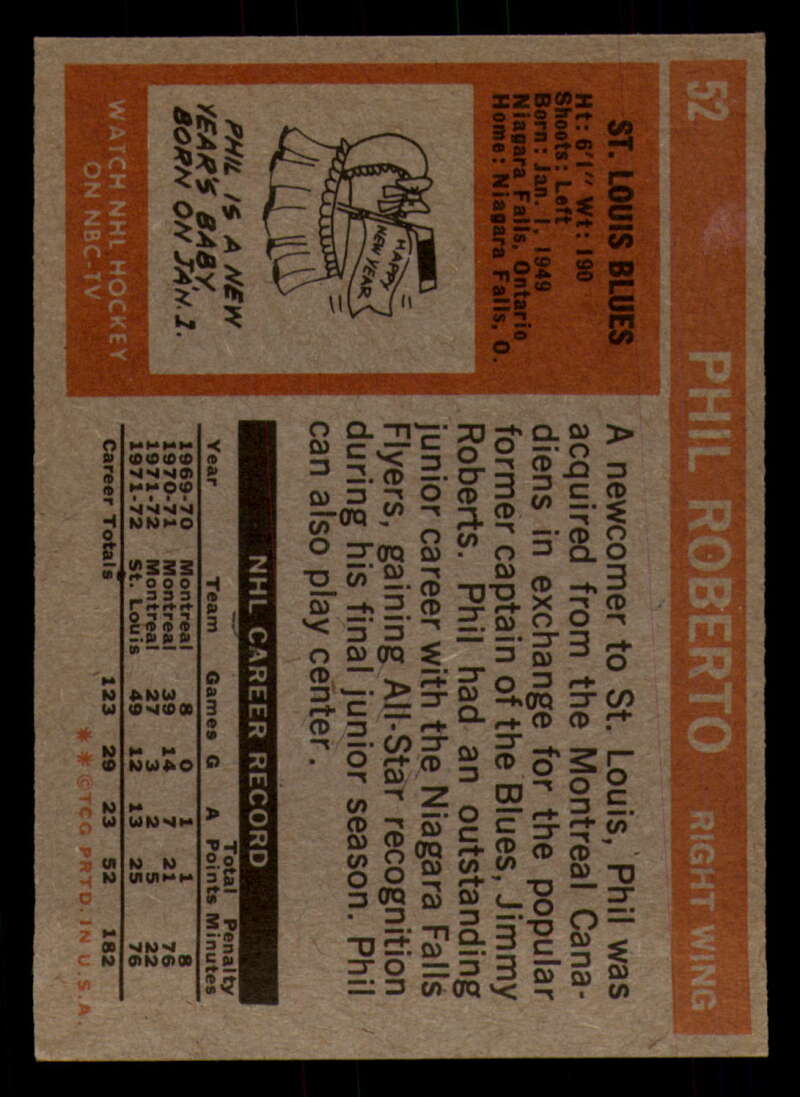 52 PHIL ROBERTO RIGHT WING
ST. LOUIS BLUES
Ht: 6'1" Wt: 190
Shoots: Left
Born: Jan. 1, 1949
Niagara Falls, Ontario
Home: Niagara Falls, O.
HAPPY
NEW YEAR
PHIL IS A NEW
YEAR'S BABY,
BORN ON JAN. 1.
WATCH NHL HOCKEY
ON NBC-TV
A newcomer to St. Louis, Phil was
acquired from the Montreal Cana-
diens in exchange for the popular
former captain of the Blues, Jimmy
Roberts. Phil had an outstanding
junior career with the Niagara Falls
Flyers, gaining All-Star recognition
during his final junior season. Phil
can also play center.
NHL CAREER RECORD
Total Penalty
Year Team Games G A Points Minutes
1969-70 Montreal 8 0 1 1 8
1970-71 Montreal 39 14 7 21 76
1971-72 Montreal 27 3 2 5 22
1971-72 St. Louis 49 12 13 25 76
Career Totals 123 29 23 52 182
* * © TCG PRTD. IN U.S.A.